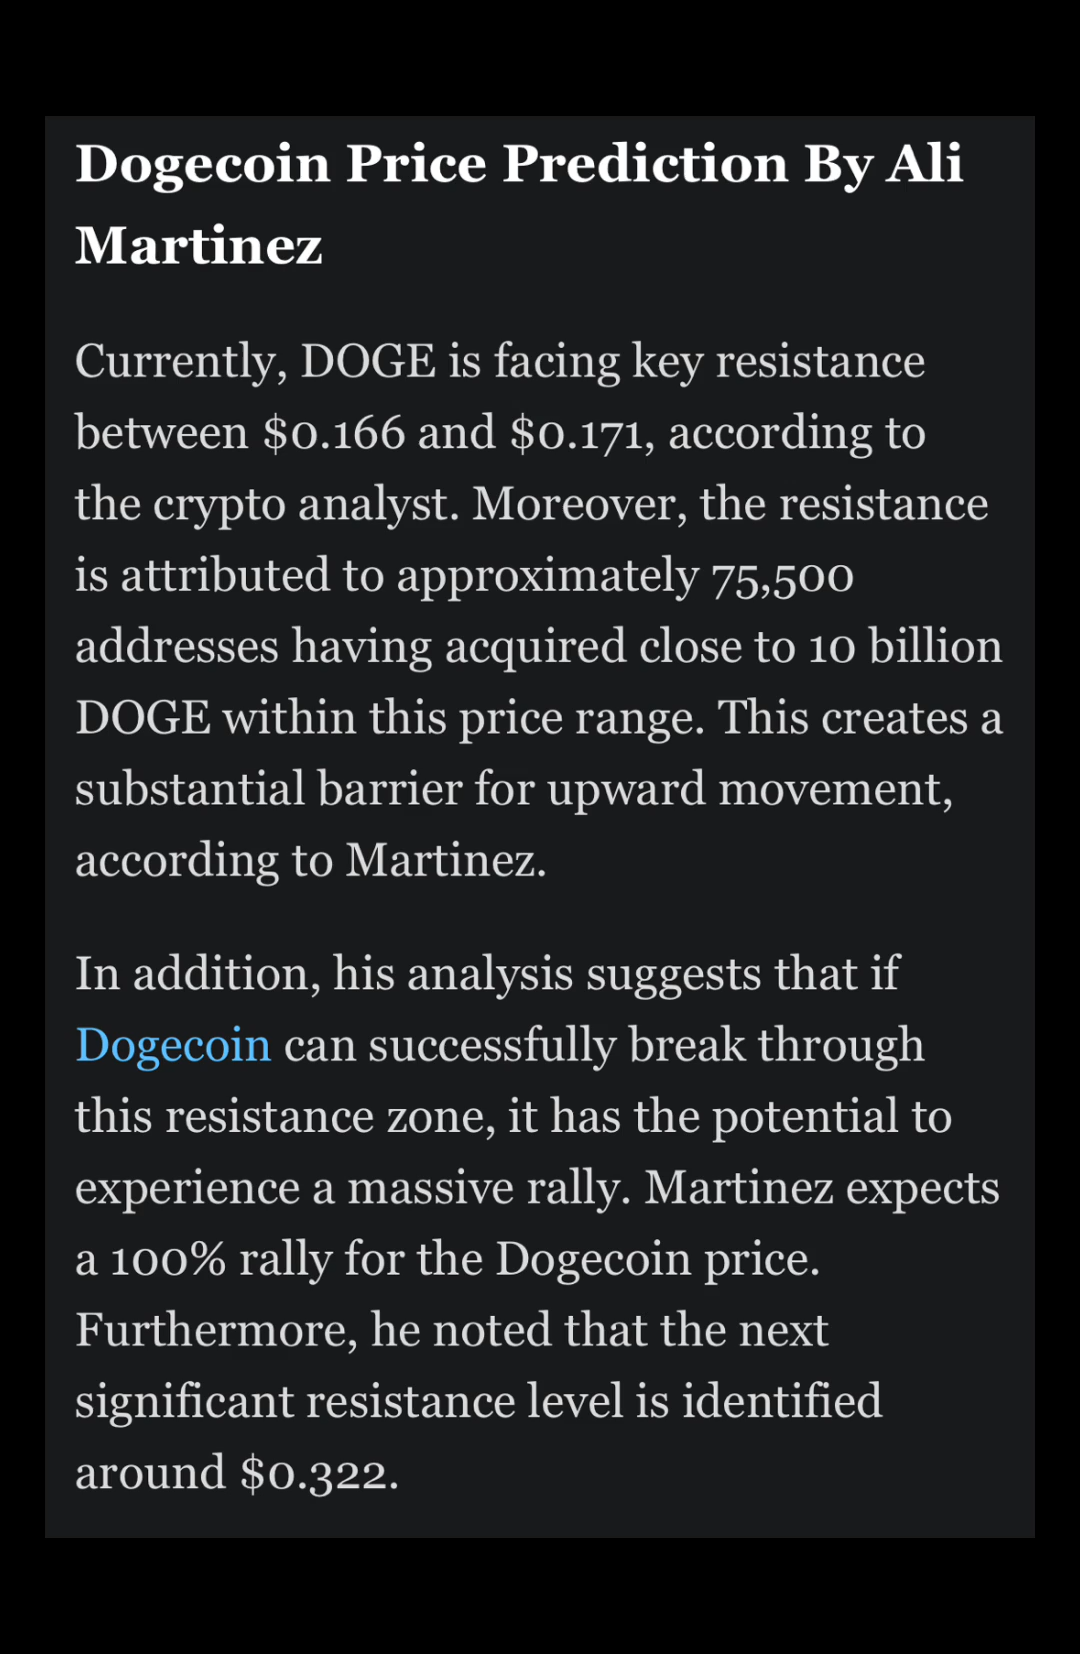 Dogecoin Price Prediction By Ali
Martinez
Currently, DOGE is facing key resistance
between $0.166 and $0.171, according to
the crypto analyst. Moreover, the resistance
is attributed to approximately 75,500
addresses having acquired close to 10 billion
DOGE within this price range. This creates a
substantial barrier for upward movement,
according to Martinez.
In addition, his analysis suggests that if
Dogecoin can successfully break through
this resistance zone, it has the potential to
experience a massive rally. Martinez expects
a 100% rally for the Dogecoin price.
Furthermore, he noted that the next
significant resistance level is identified
around $0.322.